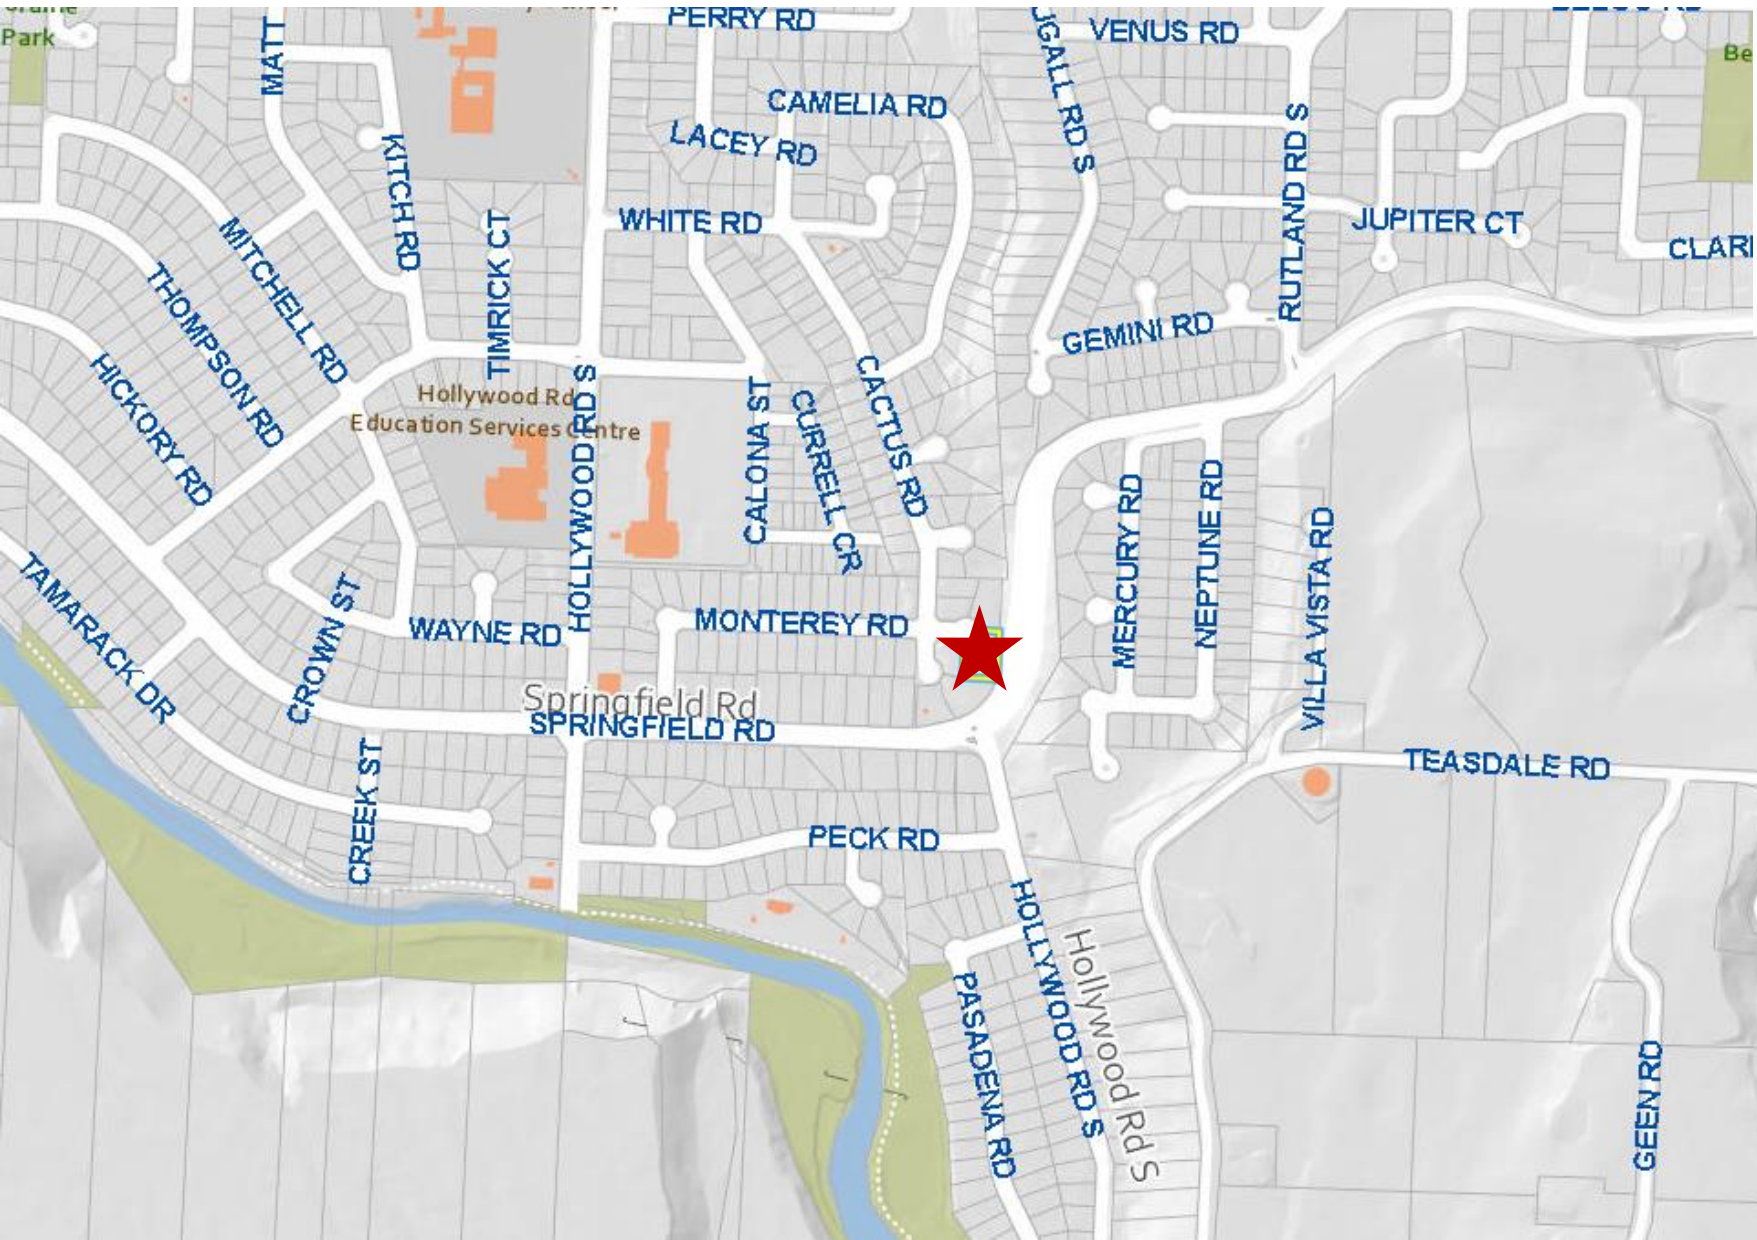 Park
MATT
PERRY RD
VENUS RD
Be
CAMELIA RD
LACEY RD
KITCH RD
RUTLAND RD S
WHITE RD
TIMRICK CT
JUPITER CT
MITCHELL RD
THOMPSON RD
GEMINI RD
HICKORY RD
Hollywood Rd
Education Services Centre
HOLLYWOOD RD S
CALONA ST
CURRELL CR
CACTUS RD
MERCURY RD
NEPTUNE RD
VILLA VISTA RD
TAMARACK DR
CROWN ST
WAYNE RD
MONTEREY RD
Springfield Rd
SPRINGFIELD RD
CREEK ST
TEASDALE RD
PECK RD
HOLLYWOOD RD S
Hollywood Rd S
PASADENA RD
GEEN RD